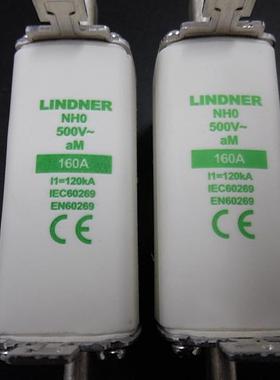 LINDNER
NH0
500V~
aM
160A
I1=120kA
IEC60269
EN60269
CE
LINDNER
NH0
500V~
aM
160A
I1=120kA
IEC60269
EN60269
CE